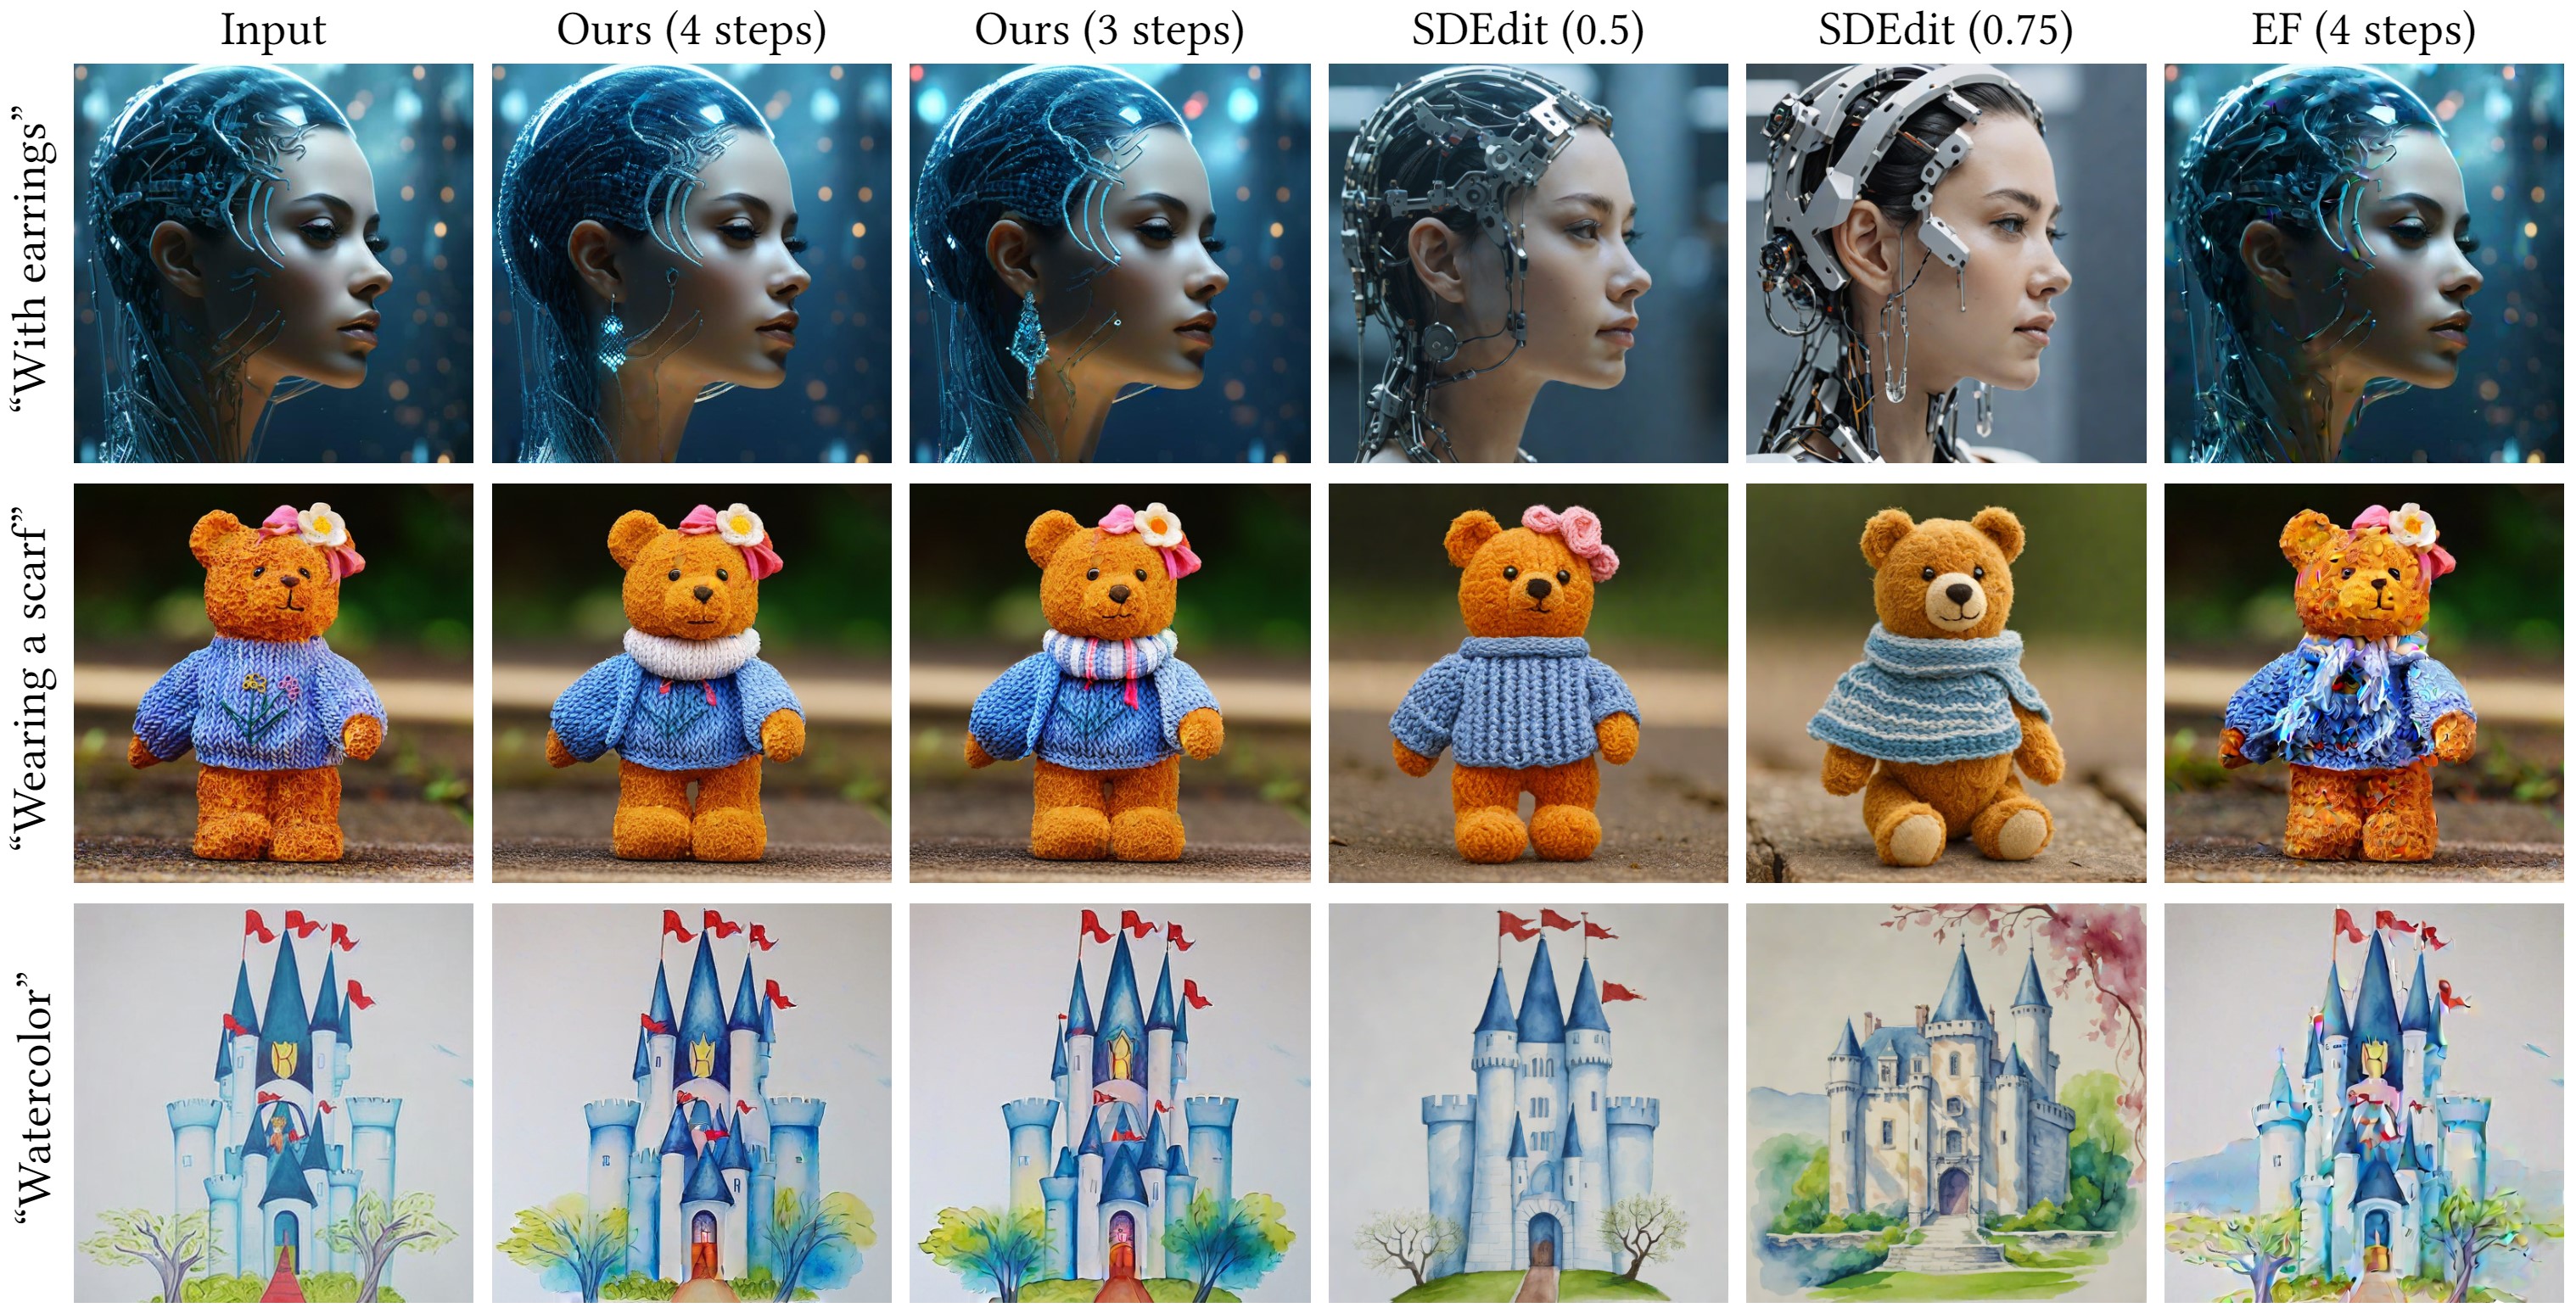 Input
Ours (4 steps)
Ours (3 steps)
SDEdit (0.5)
SDEdit (0.75)
EF (4 steps)
“With earrings”
“Wearing a scarf”
“Watercolor”